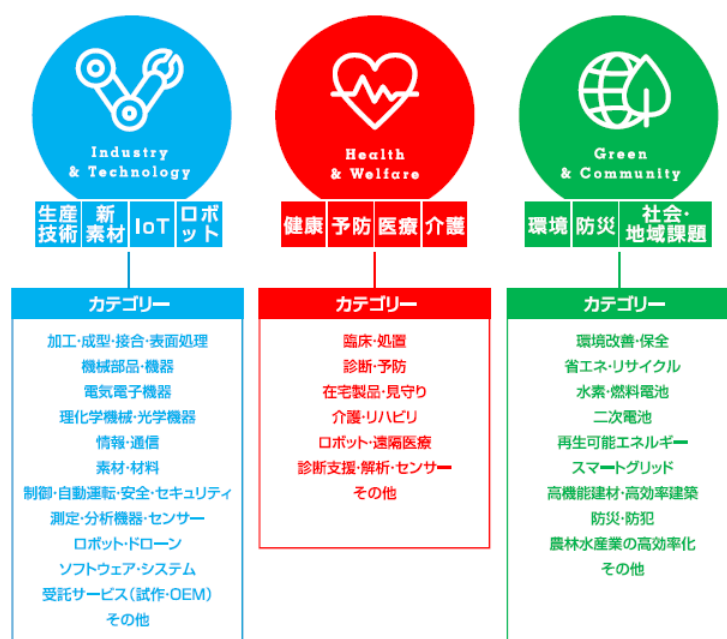 Industry
& Technology
生産
技術
新
素材
IoT
ロボ
ット
カテゴリー
加工・成型・接合・表面処理
機械部品・機器
電気電子機器
理化学機械・光学機器
情報・通信
素材・材料
制御・自動運転・安全・セキュリティ
測定・分析機器・センサー
ロボット・ドローン
ソフトウェア・システム
受託サービス(試作・OEM)
その他
Health
& Welfare
健康
予防
医療
介護
カテゴリー
臨床・処置
診断・予防
在宅製品・見守り
介護・リハビリ
ロボット・遠隔医療
診断支援・解析・センサー
その他
Green
& Community
環境
防災
社会・
地域課題
カテゴリー
環境改善・保全
省エネ・リサイクル
水素・燃料電池
二次電池
再生可能エネルギー
スマートグリッド
高機能建材・高効率建築
防災・防犯
農林水産業の高効率化
その他